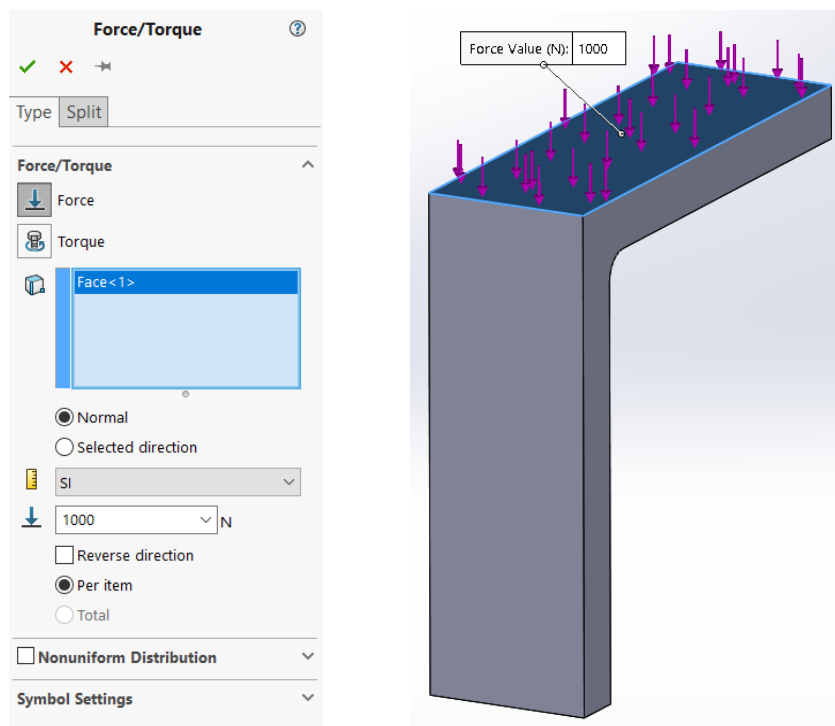 Force/Torque
Type Split
Force/Torque
Force
Torque
Face<1>
Normal
Selected direction
SI
1000 N
Reverse direction
Per item
Total
Nonuniform Distribution
Symbol Settings
Force Value (N): 1000